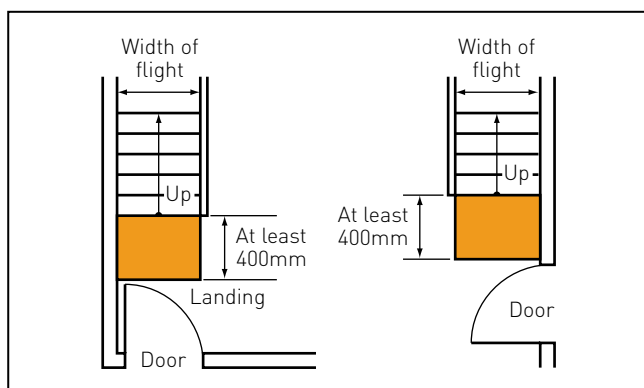 Width of
flight
Up
At least
400mm
Landing
Door
Width of
flight
Up
At least
400mm
Door